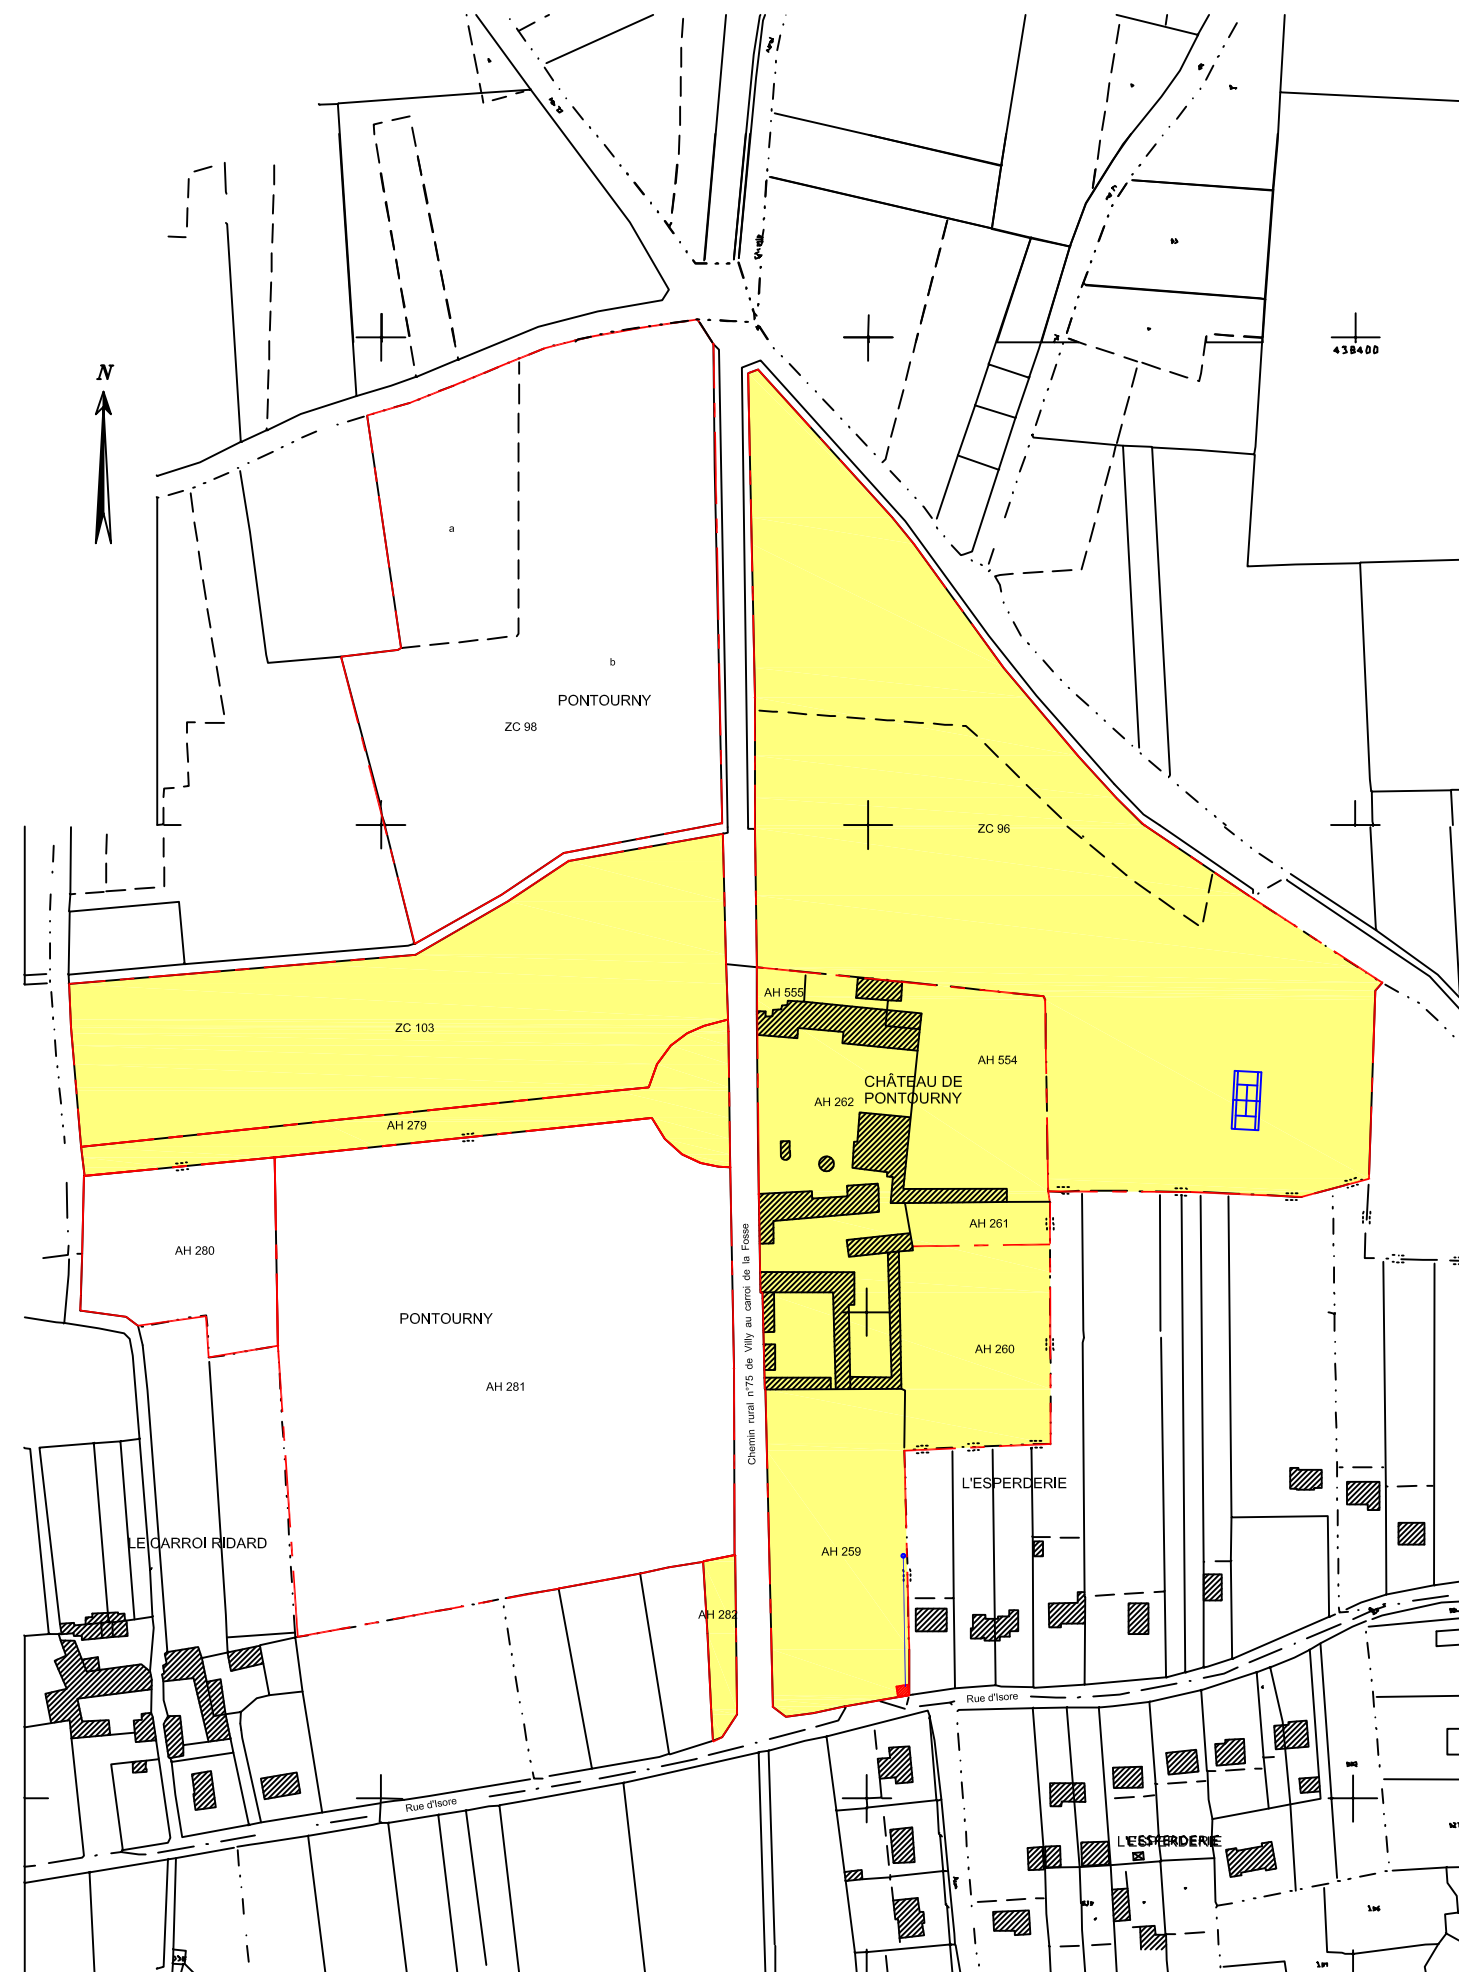 438400
N
a
b
PONTOURNY
ZC 98
ZC 96
AH 555
ZC 103
AH 554
CHÂTEAU DE
PONTOURNY
AH 262
AH 279
AH 261
AH 280
PONTOURNY
Chemin rural n°75 de Villy au carroi de la Fosse
AH 260
AH 281
L'ESPERDERIE
LE CARROI RIDARD
AH 259
AH 282
Rue d'Isore
Rue d'Isore
L'ESPERDERIE